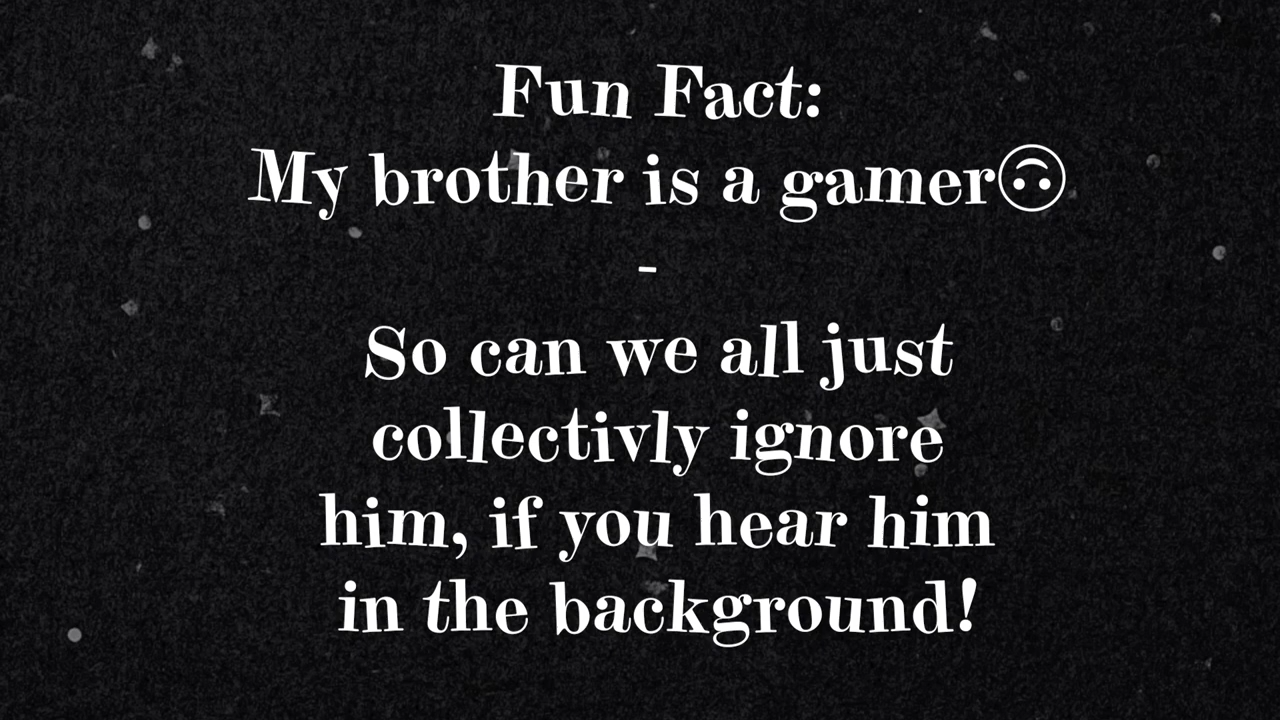 Fun Fact:
My brother is a gamer🙃
-
So can we all just
collectivly ignore
him, if you hear him
in the background!